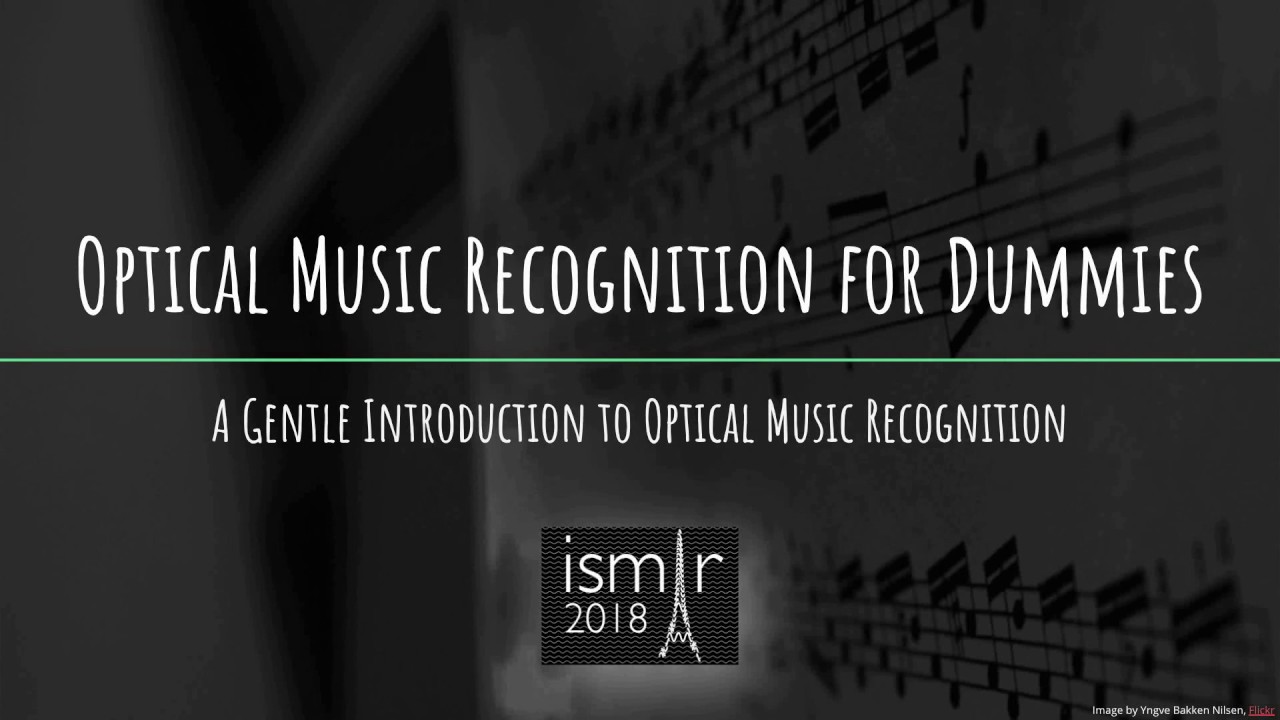 Optical Music Recognition for Dummies
A Gentle Introduction to Optical Music Recognition
ismir
2018
Image by Yngve Bakken Nilsen, Flickr